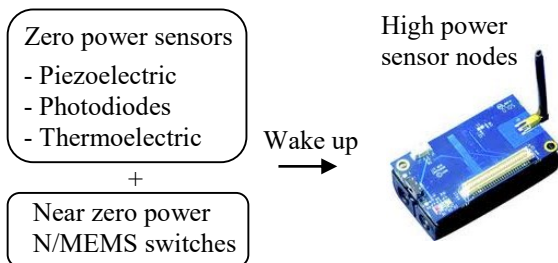 Zero power sensors
- Piezoelectric
- Photodiodes
- Thermoelectric
+
Near zero power
N/MEMS switches
Wake up
High power
sensor nodes